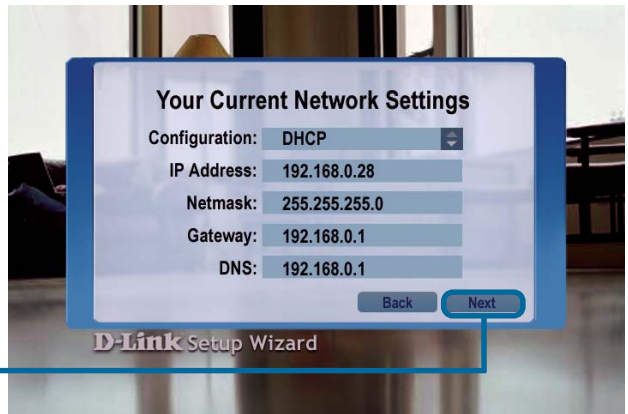 Your Current Network Settings
Configuration: DHCP
IP Address: 192.168.0.28
Netmask: 255.255.255.0
Gateway: 192.168.0.1
DNS: 192.168.0.1
Back Next
D-Link Setup Wizard